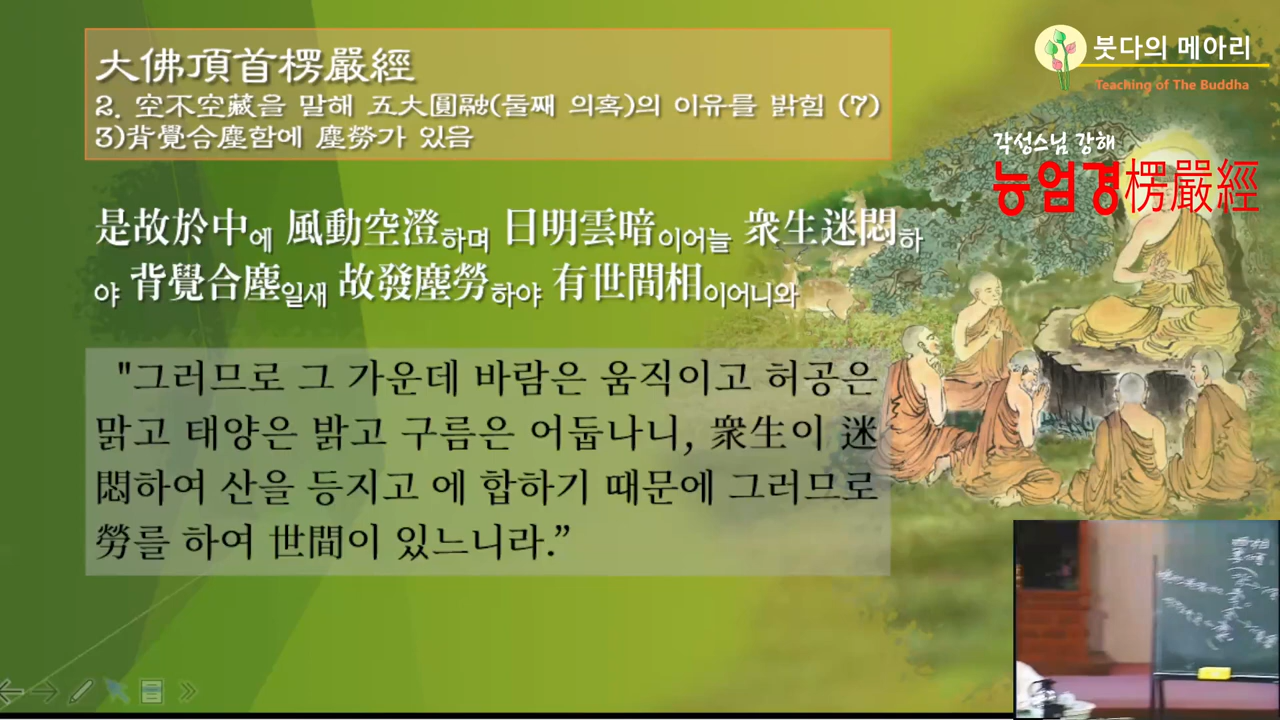 大佛頂首楞嚴經
2. 空不空藏을 말해 五大圓融(둘째 의혹)의 이유를 밝힘 (7)
3)背覺合塵함에 塵勞가 있음
붓다의 메아리
Teaching of The Buddha
각성스님 강해
능엄경楞嚴經
是故於中에 風動空澄하며 日明雲暗이어늘 衆生迷悶하
야 背覺合塵일새 故發塵勞하야 有世間相이어니와
"그러므로 그 가운데 바람은 움직이고 허공은
맑고 태양은 밝고 구름은 어둡나니, 衆生이 迷
悶하여 산을 등지고 에 합하기 때문에 그러므로
勞를 하여 世間이 있느니라.”